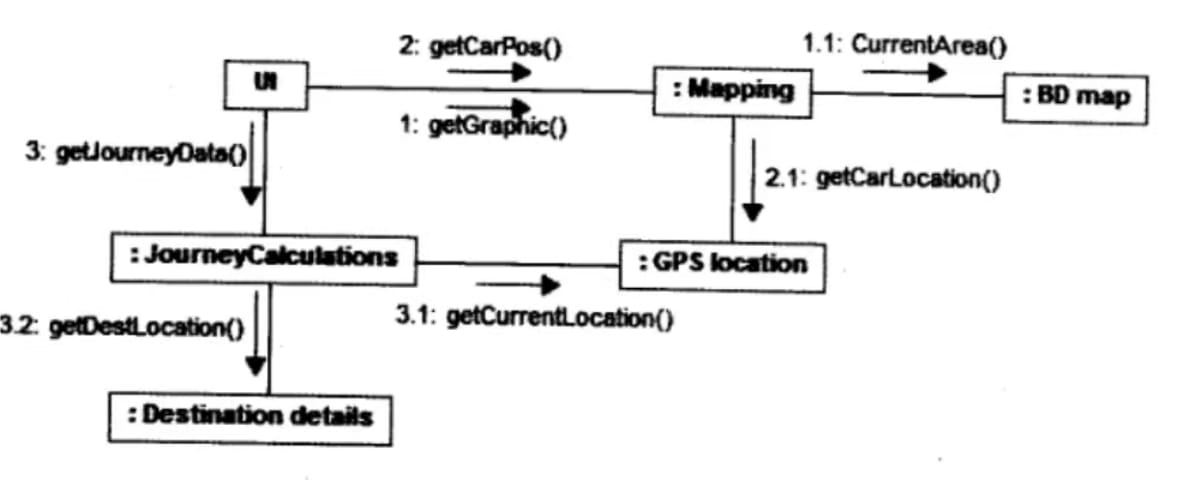 2: getCarPos()
1.1: CurrentArea()
UI
: Mapping
: BD map
1: getGraphic()
3: getJourneyData()
2.1: getCarLocation()
: JourneyCalculations
: GPS location
3.2: getDestLocation()
3.1: getCurrentLocation()
: Destination details